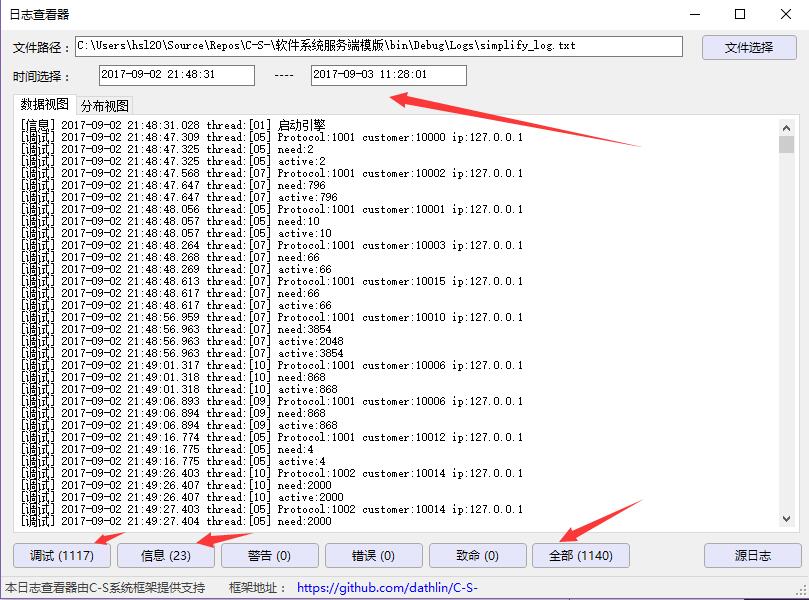 日志查看器
文件路径： C:\Users\hsl20\Source\Repos\C-S-\软件系统服务端模版\bin\Debug\Logs\simplify_log.txt 文件选择
时间选择： 2017-09-02 21:48:31 ---- 2017-09-03 11:28:01
数据视图 分布视图
[信息] 2017-09-02 21:48:31.028 thread:[01] 启动引擎
[调试] 2017-09-02 21:48:47.309 thread:[05] Protocol:1001 customer:10000 ip:127.0.0.1
[调试] 2017-09-02 21:48:47.325 thread:[05] need:2
[调试] 2017-09-02 21:48:47.325 thread:[05] active:2
[调试] 2017-09-02 21:48:47.568 thread:[07] Protocol:1001 customer:10002 ip:127.0.0.1
[调试] 2017-09-02 21:48:47.647 thread:[07] need:796
[调试] 2017-09-02 21:48:47.647 thread:[07] active:796
[调试] 2017-09-02 21:48:48.056 thread:[05] Protocol:1001 customer:10001 ip:127.0.0.1
[调试] 2017-09-02 21:48:48.057 thread:[05] need:10
[调试] 2017-09-02 21:48:48.057 thread:[05] active:10
[调试] 2017-09-02 21:48:48.264 thread:[07] Protocol:1001 customer:10003 ip:127.0.0.1
[调试] 2017-09-02 21:48:48.268 thread:[07] need:66
[调试] 2017-09-02 21:48:48.269 thread:[07] active:66
[调试] 2017-09-02 21:48:48.613 thread:[07] Protocol:1001 customer:10015 ip:127.0.0.1
[调试] 2017-09-02 21:48:48.617 thread:[07] need:66
[调试] 2017-09-02 21:48:48.617 thread:[07] active:66
[调试] 2017-09-02 21:48:56.959 thread:[07] Protocol:1001 customer:10010 ip:127.0.0.1
[调试] 2017-09-02 21:48:56.963 thread:[07] need:3854
[调试] 2017-09-02 21:48:56.963 thread:[07] active:2048
[调试] 2017-09-02 21:48:56.963 thread:[07] active:3854
[调试] 2017-09-02 21:49:01.317 thread:[10] Protocol:1001 customer:10006 ip:127.0.0.1
[调试] 2017-09-02 21:49:01.318 thread:[10] need:868
[调试] 2017-09-02 21:49:01.318 thread:[10] active:868
[调试] 2017-09-02 21:49:06.893 thread:[09] Protocol:1001 customer:10006 ip:127.0.0.1
[调试] 2017-09-02 21:49:06.894 thread:[09] need:868
[调试] 2017-09-02 21:49:06.894 thread:[09] active:868
[调试] 2017-09-02 21:49:16.774 thread:[05] Protocol:1001 customer:10012 ip:127.0.0.1
[调试] 2017-09-02 21:49:16.775 thread:[05] need:4
[调试] 2017-09-02 21:49:16.775 thread:[05] active:4
[调试] 2017-09-02 21:49:26.403 thread:[10] Protocol:1002 customer:10014 ip:127.0.0.1
[调试] 2017-09-02 21:49:26.407 thread:[10] need:2000
[调试] 2017-09-02 21:49:26.407 thread:[10] active:2000
[调试] 2017-09-02 21:49:27.403 thread:[05] Protocol:1002 customer:10014 ip:127.0.0.1
[调试] 2017-09-02 21:49:27.404 thread:[05] need:2000
调试 (1117) 信息 (23) 警告 (0) 错误 (0) 致命 (0) 全部 (1140) 源日志
本日志查看器由C-S系统框架提供支持 框架地址： https://github.com/dathlin/C-S-